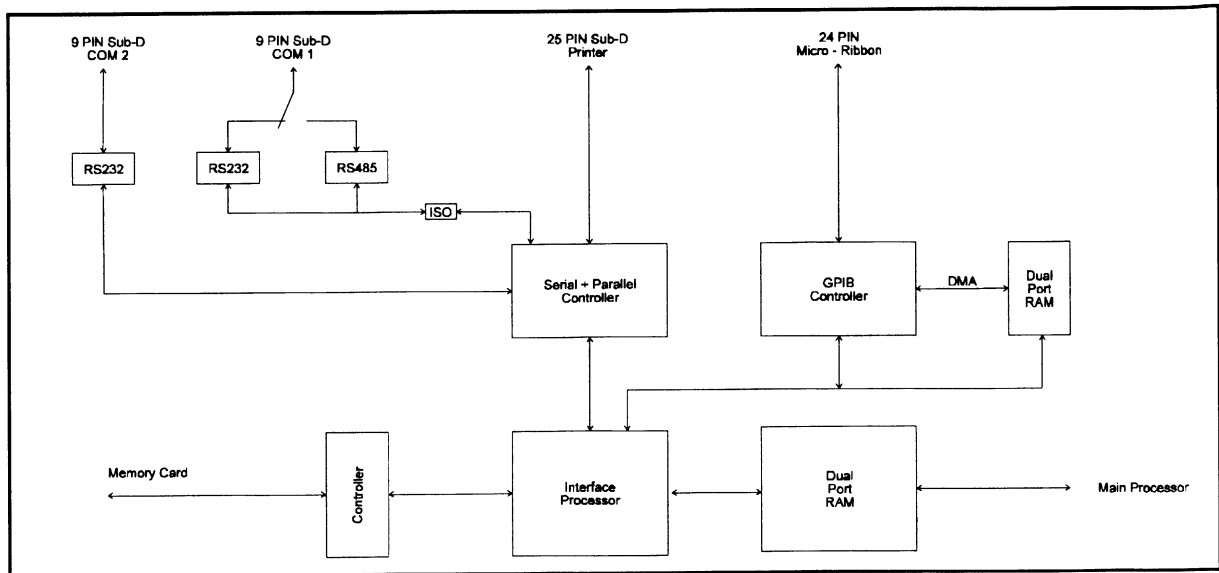 9 PIN Sub-D
COM 2
9 PIN Sub-D
COM 1
25 PIN Sub-D
Printer
24 PIN
Micro - Ribbon
RS232
RS232
RS485
ISO
Serial + Parallel
Controller
GPIB
Controller
DMA
Dual
Port
RAM
Memory Card
Controller
Interface
Processor
Dual
Port
RAM
Main Processor